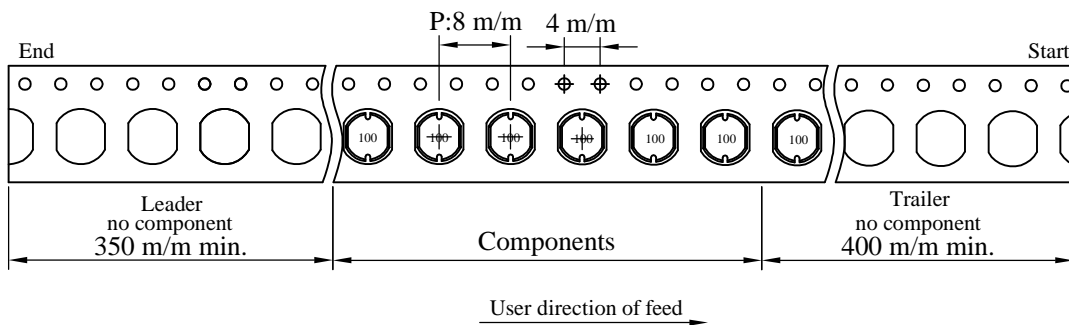 P:8 m/m
4 m/m
End
Start
100
100
100
100
100
100
100
Leader
no component
350 m/m min.
Components
Trailer
no component
400 m/m min.
User direction of feed